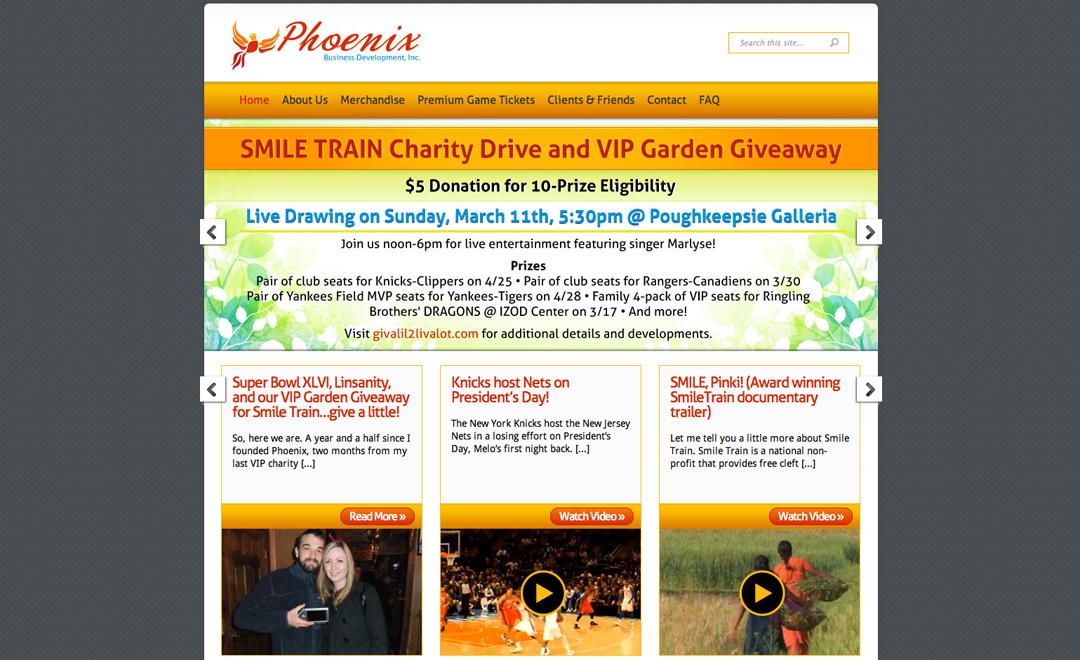 Phoenix
Business Development, Inc.
Search this site...
Home About Us Merchandise Premium Game Tickets Clients & Friends Contact FAQ
SMILE TRAIN Charity Drive and VIP Garden Giveaway
$5 Donation for 10-Prize Eligibility
Live Drawing on Sunday, March 11th, 5:30pm @ Poughkeepsie Galleria
Join us noon-6pm for live entertainment featuring singer Marlyse!
Prizes
Pair of club seats for Knicks-Clippers on 4/25 • Pair of club seats for Rangers-Canadiens on 3/30
Pair of Yankees Field MVP seats for Yankees-Tigers on 4/28 • Family 4-pack of VIP seats for Ringling
Brothers' DRAGONS @ IZOD Center on 3/17 • And more!
Visit givalil2livalot.com for additional details and developments.
Super Bowl XLVI, Linsanity,
and our VIP Garden Giveaway
for Smile Train...give a little!
So, here we are. A year and a half since I
founded Phoenix, two months from my
last VIP charity [...]
Read More »
Knicks host Nets on
President's Day!
The New York Knicks host the New Jersey
Nets in a losing effort on President's
Day, Melo's first night back. [...]
Watch Video »
SMILE, Pinki! (Award winning
SmileTrain documentary
trailer)
Let me tell you a little more about Smile
Train. Smile Train is a national non-
profit that provides free cleft [...]
Watch Video »